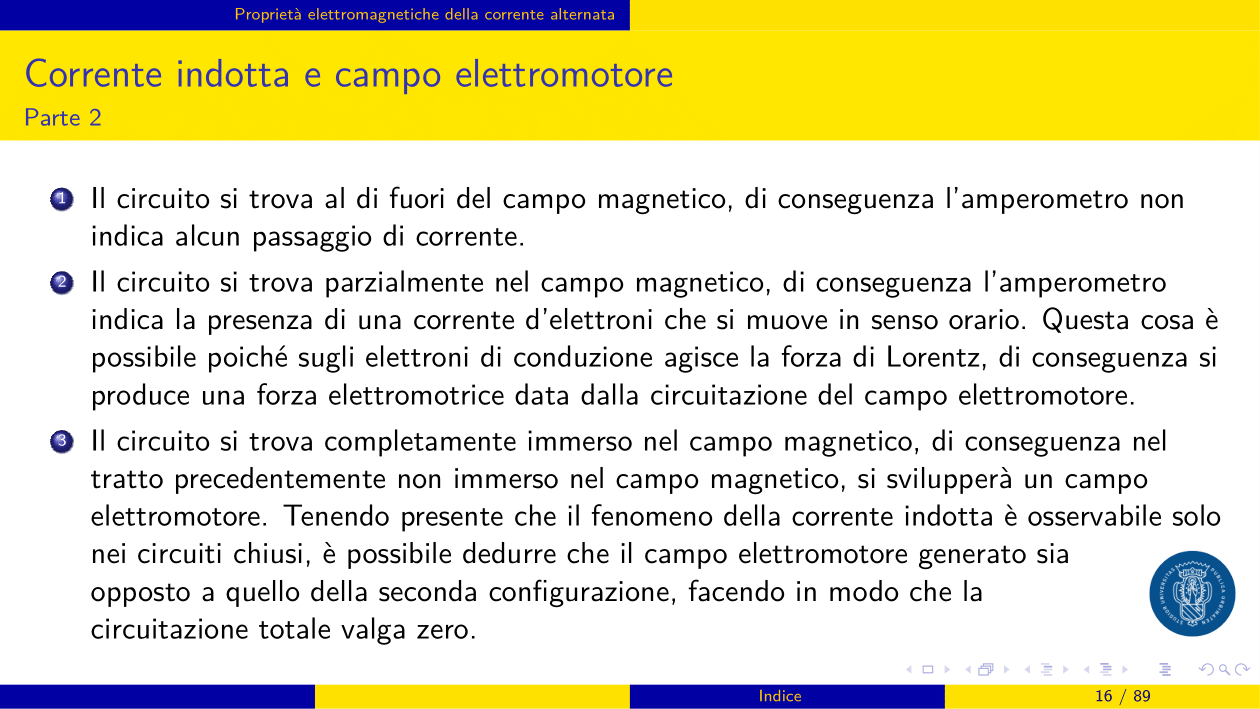 Proprietà elettromagnetiche della corrente alternata
Corrente indotta e campo elettromotore
Parte 2
1 Il circuito si trova al di fuori del campo magnetico, di conseguenza l'amperometro non
indica alcun passaggio di corrente.
2 Il circuito si trova parzialmente nel campo magnetico, di conseguenza l'amperometro
indica la presenza di una corrente d'elettroni che si muove in senso orario. Questa cosa è
possibile poiché sugli elettroni di conduzione agisce la forza di Lorentz, di conseguenza si
produce una forza elettromotrice data dalla circuitazione del campo elettromotore.
3 Il circuito si trova completamente immerso nel campo magnetico, di conseguenza nel
tratto precedentemente non immerso nel campo magnetico, si svilupperà un campo
elettromotore. Tenendo presente che il fenomeno della corrente indotta è osservabile solo
nei circuiti chiusi, è possibile dedurre che il campo elettromotore generato sia
opposto a quello della seconda configurazione, facendo in modo che la
circuitazione totale valga zero.
Indice
16 / 89